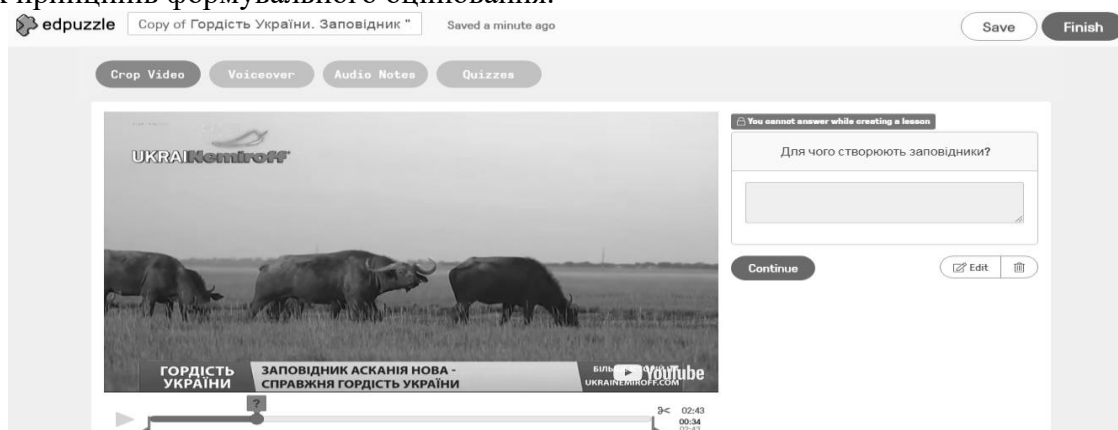 принципів формувального оцінювання.
edpuzzle
Copy of Гордість України. Заповідник "
Saved a minute ago
Save
Finish
Crop Video
Voiceover
Audio Notes
Quizzes
UKRAINemiroff
You cannot answer while creating a lesson
Для чого створюють заповідники?
Continue
Edit
ГОРДІСТЬ
УКРАЇНИ
ЗАПОВІДНИК АСКАНІЯ НОВА -
СПРАВЖНЯ ГОРДІСТЬ УКРАЇНИ
YouTube
UKRAINEMIROFF.COM
?
02:43
00:34
02:43